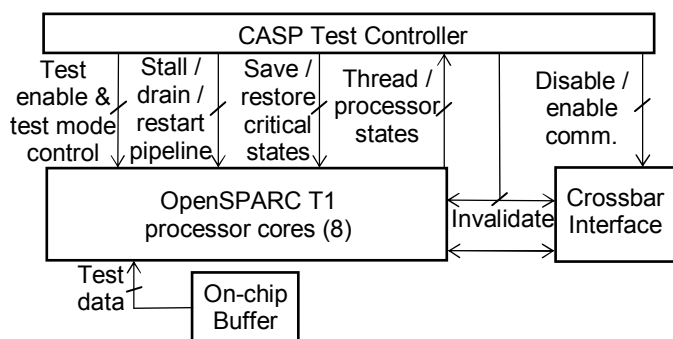 CASP Test Controller
Test
enable &
test mode
control
Stall /
drain /
restart
pipeline
Save /
restore
critical
states
Thread /
processor
states
Disable /
enable
comm.
OpenSPARC T1
processor cores (8)
Invalidate
Crossbar
Interface
Test
data
On-chip
Buffer